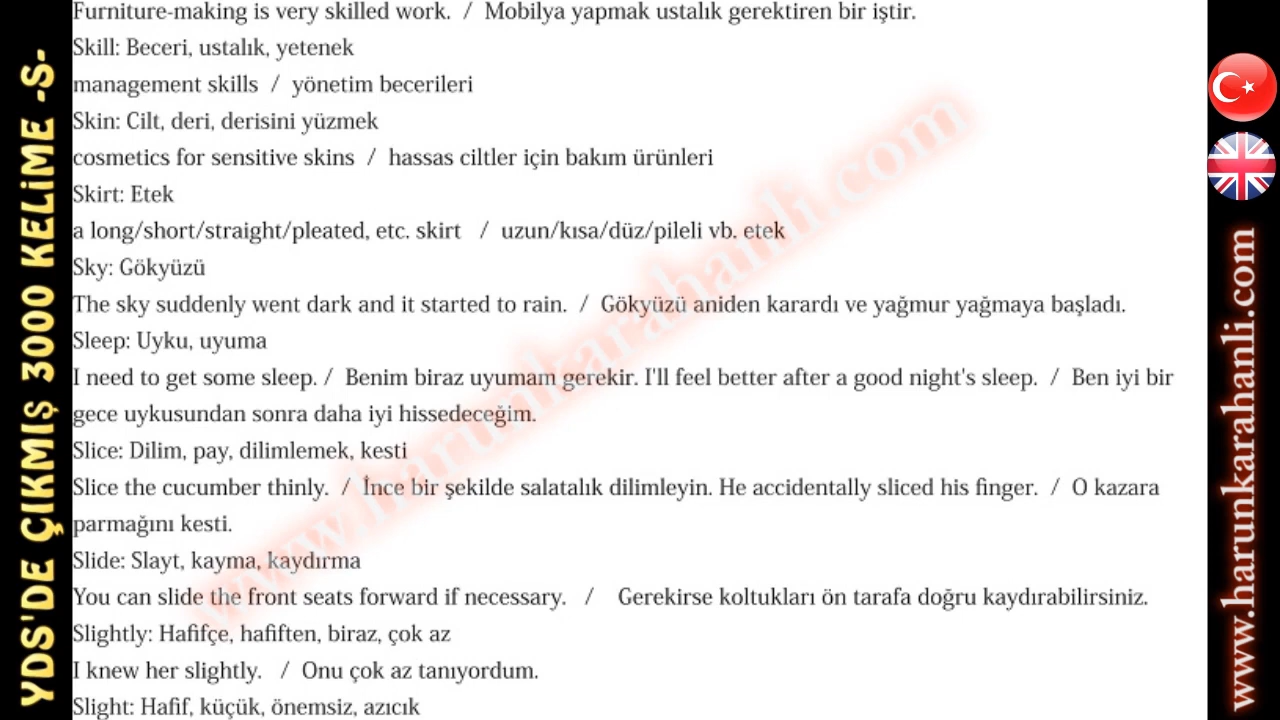 YDS'DE ÇIKMIŞ 3000 KELİME -S-
Furniture-making is very skilled work. / Mobilya yapmak ustalık gerektiren bir iştir.
Skill: Beceri, ustalık, yetenek
management skills / yönetim becerileri
Skin: Cilt, deri, derisini yüzmek
cosmetics for sensitive skins / hassas ciltler için bakım ürünleri
Skirt: Etek
a long/short/straight/pleated, etc. skirt / uzun/kısa/düz/pileli vb. etek
Sky: Gökyüzü
The sky suddenly went dark and it started to rain. / Gökyüzü aniden karardı ve yağmur yağmaya başladı.
Sleep: Uyku, uyuma
I need to get some sleep. / Benim biraz uyumam gerekir. I'll feel better after a good night's sleep. / Ben iyi bir
gece uykusundan sonra daha iyi hissedeceğim.
Slice: Dilim, pay, dilimlemek, kesti
Slice the cucumber thinly. / İnce bir şekilde salatalık dilimleyin. He accidentally sliced his finger. / O kazara
parmağını kesti.
Slide: Slayt, kayma, kaydırma
You can slide the front seats forward if necessary. / Gerekirse koltukları ön tarafa doğru kaydırabilirsiniz.
Slightly: Hafifçe, hafiften, biraz, çok az
I knew her slightly. / Onu çok az tanıyordum.
Slight: Hafif, küçük, önemsiz, azıcık
www.harunkarahanli.com
www.harunkarahanli.com